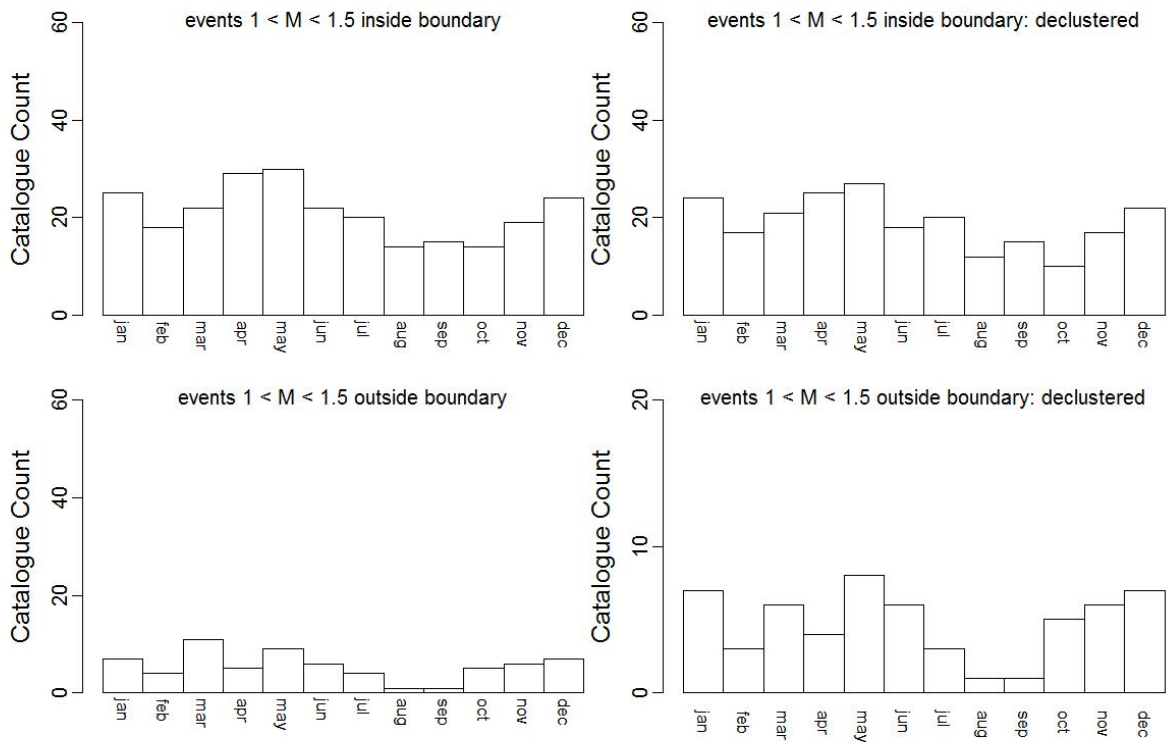 events 1 < M < 1.5 inside boundary
Catalogue Count
60
40
20
0
jan feb mar apr may jun jul aug sep oct nov dec
events 1 < M < 1.5 inside boundary: declustered
Catalogue Count
60
40
20
0
jan feb mar apr may jun jul aug sep oct nov dec
events 1 < M < 1.5 outside boundary
Catalogue Count
60
40
20
0
jan feb mar apr may jun jul aug sep oct nov dec
events 1 < M < 1.5 outside boundary: declustered
Catalogue Count
20
10
0
jan feb mar apr may jun jul aug sep oct nov dec